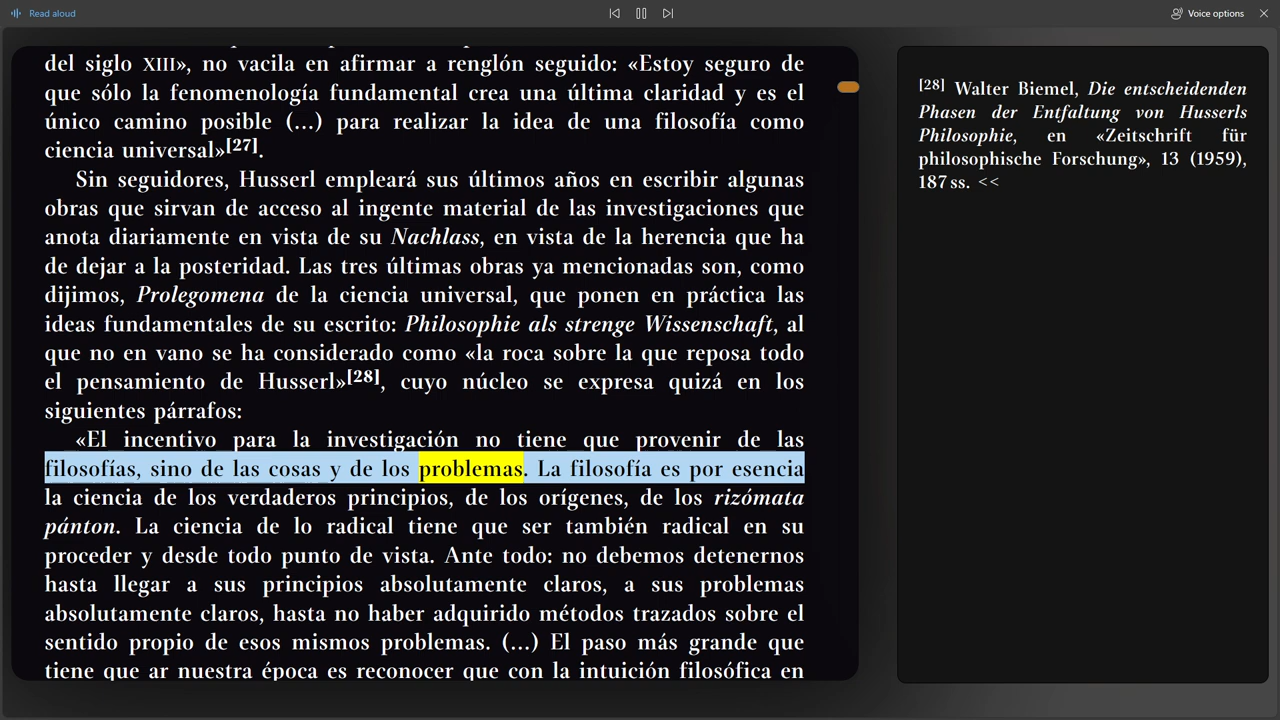 Read aloud
Voice options
del siglo XIII», no vacila en afirmar a renglón seguido: «Estoy seguro de
que sólo la fenomenología fundamental crea una última claridad y es el
único camino posible (...) para realizar la idea de una filosofía como
ciencia universal»[27].
Sin seguidores, Husserl empleará sus últimos años en escribir algunas
obras que sirvan de acceso al ingente material de las investigaciones que
anota diariamente en vista de su Nachlass, en vista de la herencia que ha
de dejar a la posteridad. Las tres últimas obras ya mencionadas son, como
dijimos, Prolegomena de la ciencia universal, que ponen en práctica las
ideas fundamentales de su escrito: Philosophie als strenge Wissenschaft, al
que no en vano se ha considerado como «la roca sobre la que reposa todo
el pensamiento de Husserl»[28], cuyo núcleo se expresa quizá en los
siguientes párrafos:
«El incentivo para la investigación no tiene que provenir de las
filosofías, sino de las cosas y de los problemas. La filosofía es por esencia
la ciencia de los verdaderos principios, de los orígenes, de los rizómata
pánton. La ciencia de lo radical tiene que ser también radical en su
proceder y desde todo punto de vista. Ante todo: no debemos detenernos
hasta llegar a sus principios absolutamente claros, a sus problemas
absolutamente claros, hasta no haber adquirido métodos trazados sobre el
sentido propio de esos mismos problemas. (...) El paso más grande que
tiene que ar nuestra época es reconocer que con la intuición filosófica en
[28] Walter Biemel, Die entscheidenden
Phasen der Entfaltung von Husserls
Philosophie, en «Zeitschrift für
philosophische Forschung», 13 (1959),
187 ss. <<